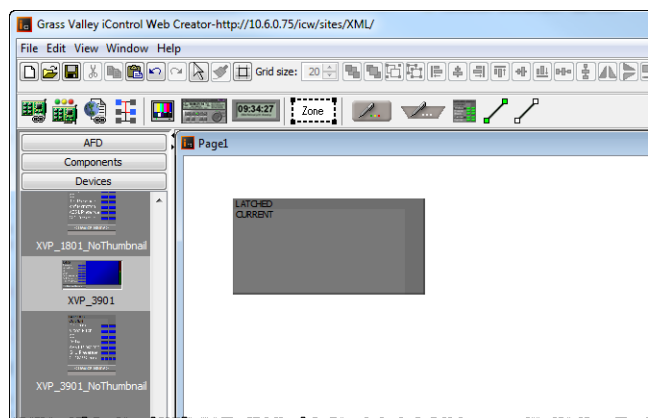 Grass Valley iControl Web Creator-http://10.6.0.75/icw/sites/XML/
File Edit View Window Help
Grid size: 20
09:34:27 Zone
AFD
Components
Devices
Page1
LATCHED
CURRENT
XVP_1801_NoThumbnail
XVP_3901
XVP_3901_NoThumbnail